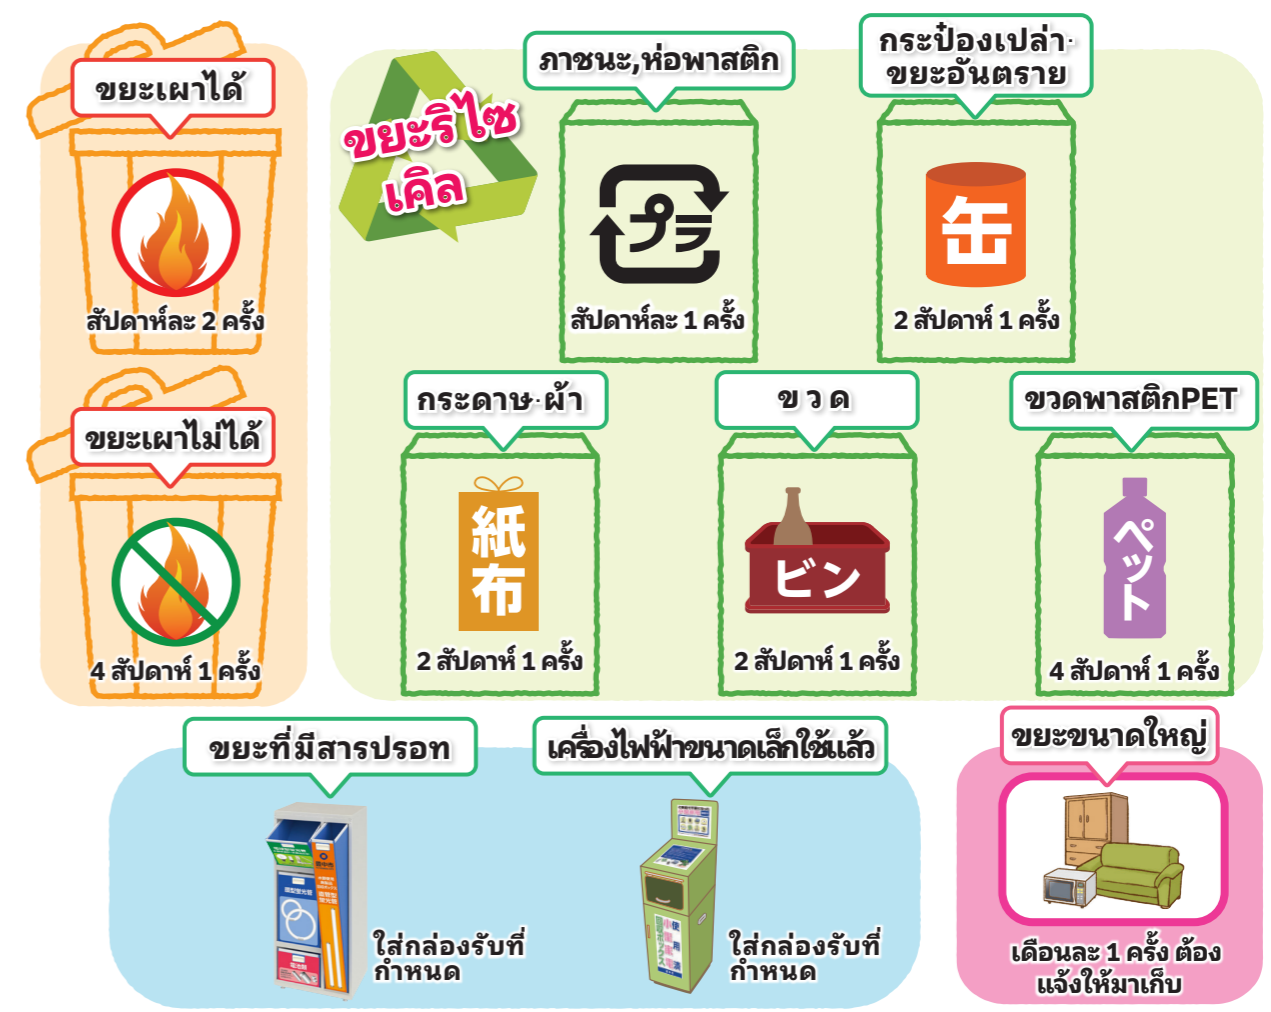 ขยะเผาได้
สัปดาห์ละ 2 ครั้ง
ขยะเผาไม่ได้
4 สัปดาห์ 1 ครั้ง
ขยะรีไซ
เคิล
ภาชนะ,ห่อพาสติก
プラ
สัปดาห์ละ 1 ครั้ง
กระป๋องเปล่า·
ขยะอันตราย
缶
2 สัปดาห์ 1 ครั้ง
กระดาษ·ผ้า
紙
布
2 สัปดาห์ 1 ครั้ง
ขวด
ビン
2 สัปดาห์ 1 ครั้ง
ขวดพาสติกPET
ペット
4 สัปดาห์ 1 ครั้ง
ขยะที่มีสารปรอท
ใส่กล่องรับที่
กำหนด
เครื่องไฟฟ้าขนาดเล็กใช้แล้ว
使用済
小型家電
回収ボックス
ใส่กล่องรับที่
กำหนด
ขยะขนาดใหญ่
เดือนละ 1 ครั้ง ต้อง
แจ้งให้มาเก็บ